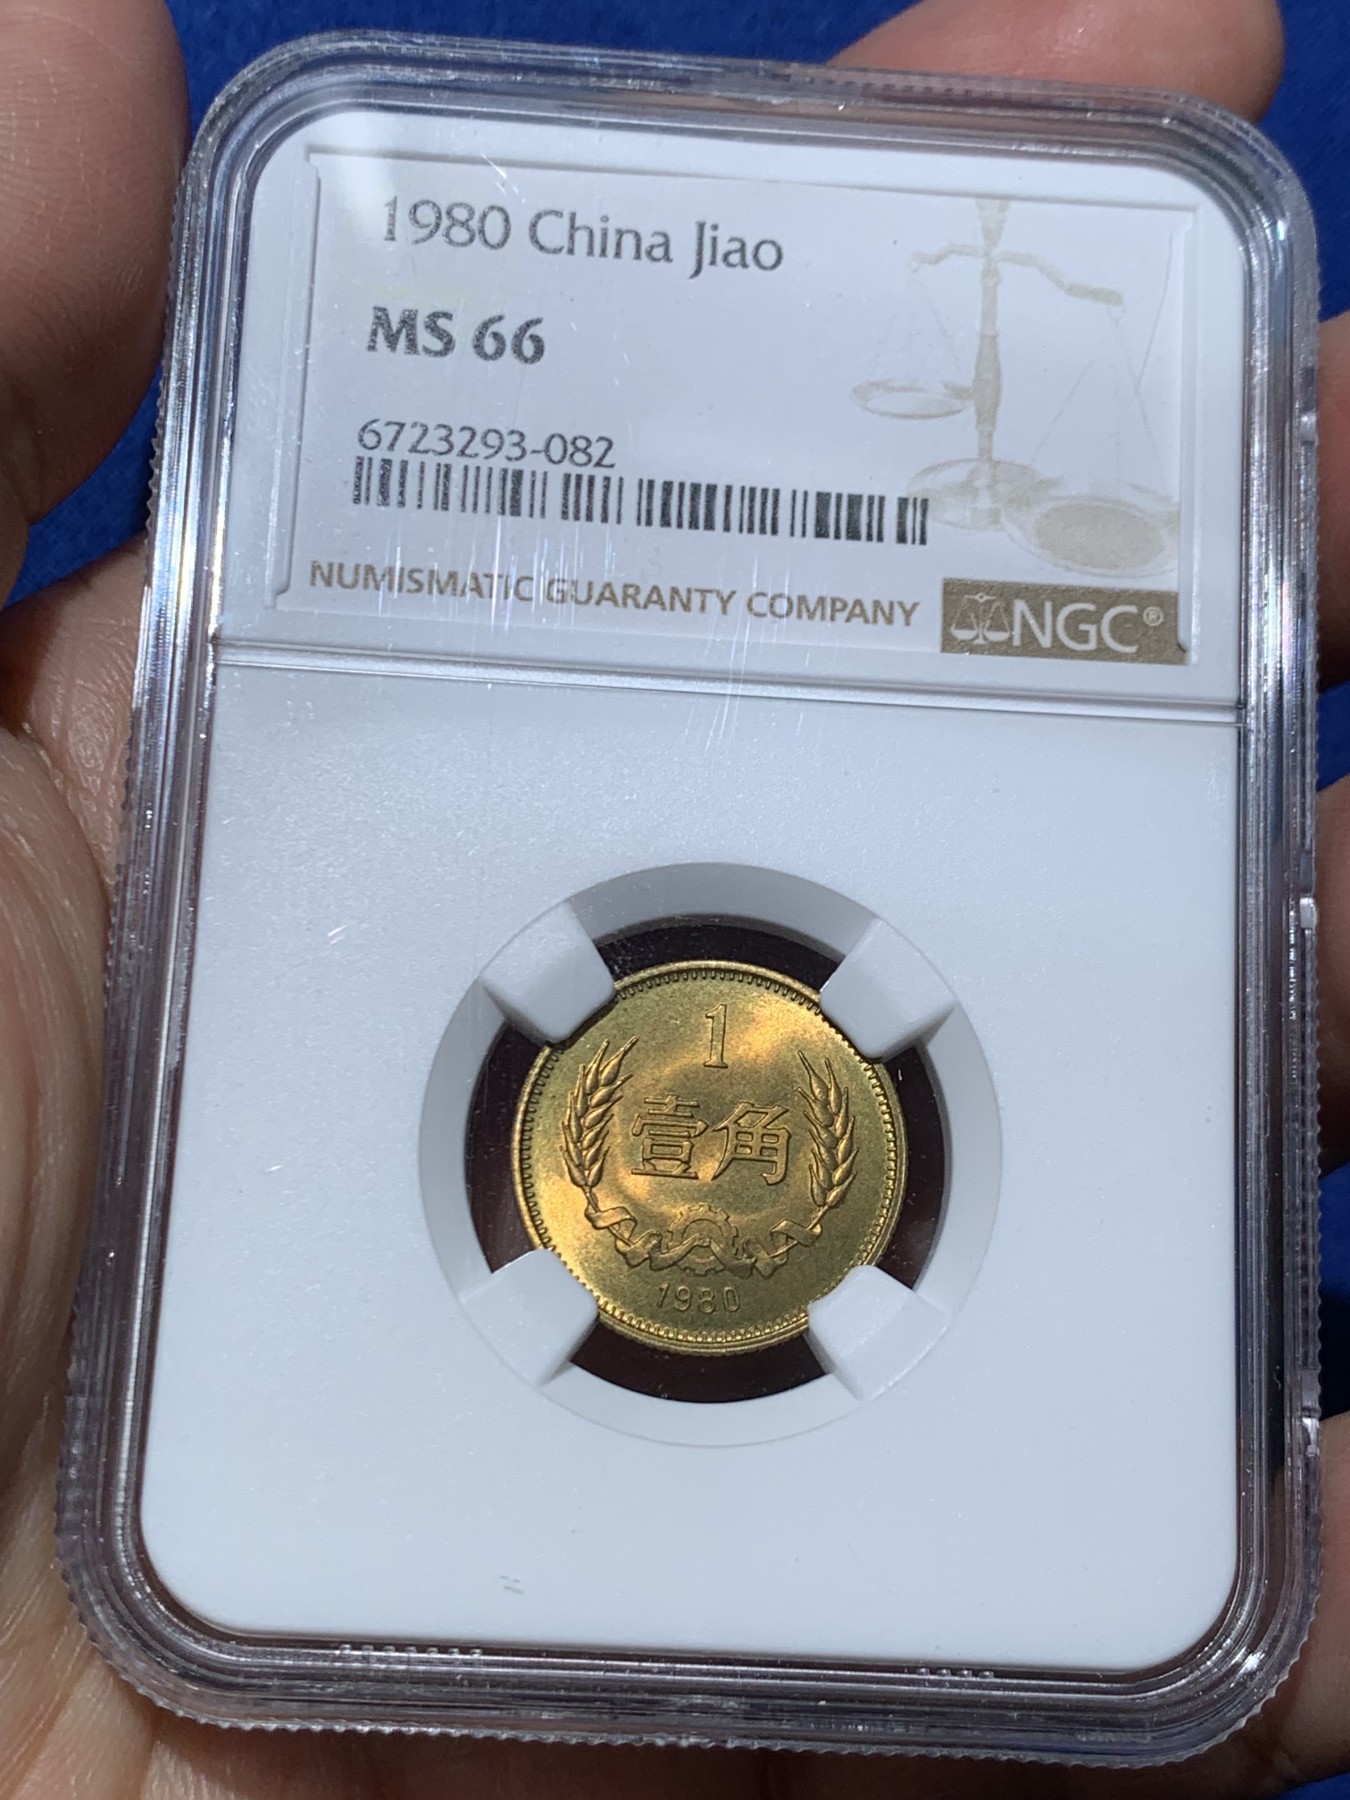 1980 China Jiao
MS 66
6723293-082
NUMISMATIC GUARANTY COMPANY
NGC®
1
壹角
1980